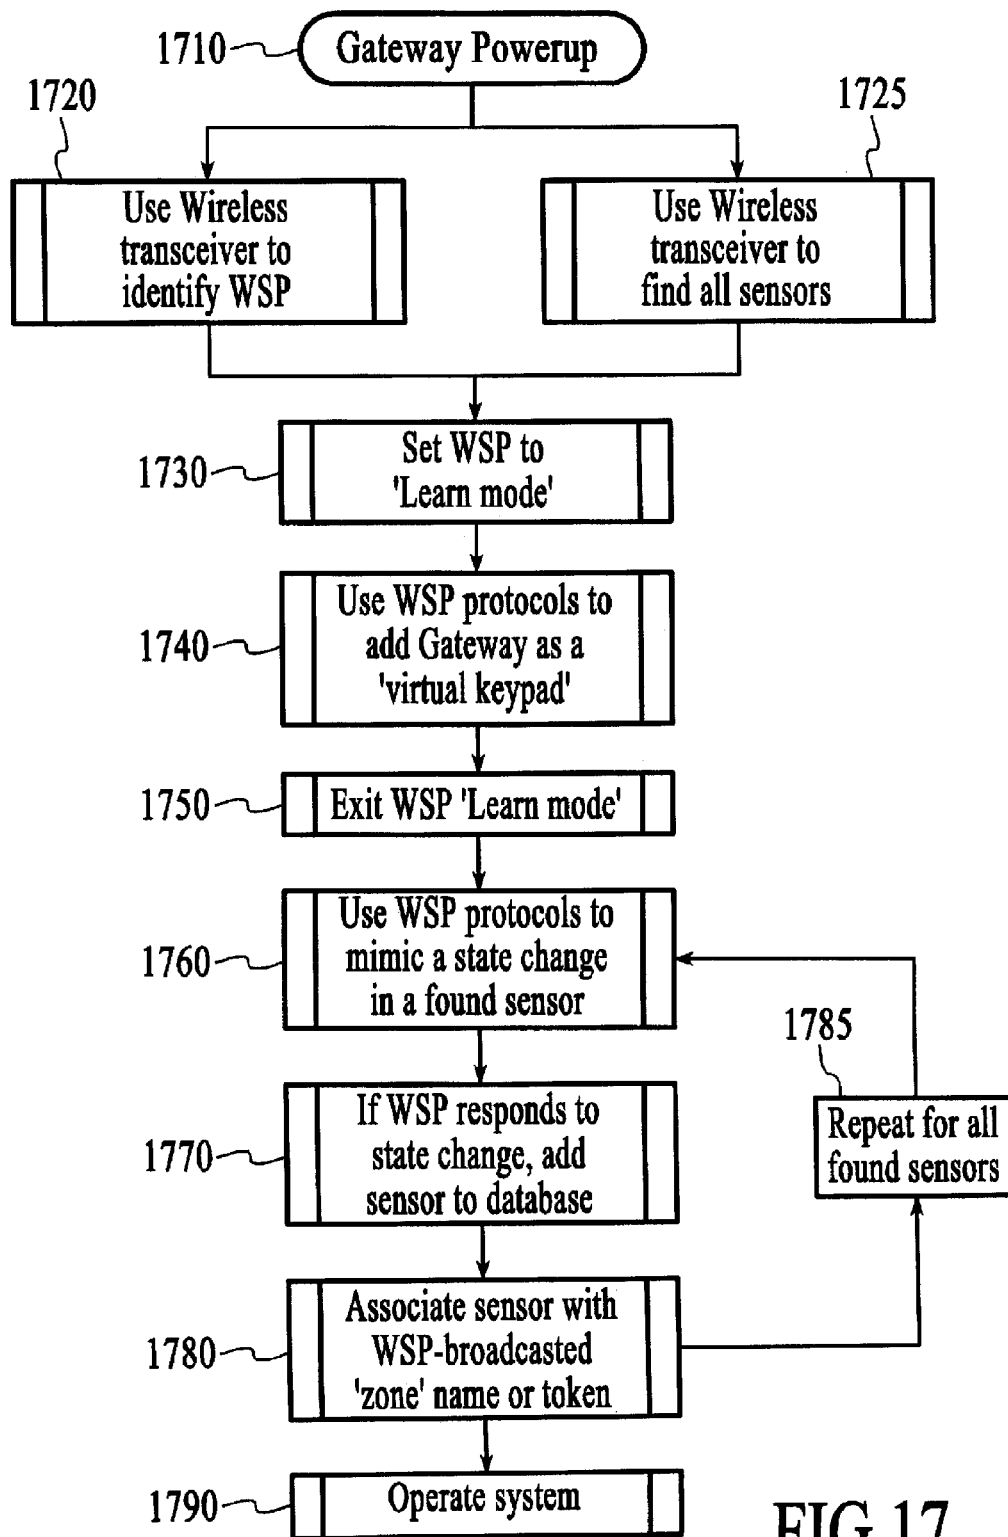 1710
Gateway Powerup
1720
1725
Use Wireless
transceiver to
identify WSP
Use Wireless
transceiver to
find all sensors
1730
Set WSP to
'Learn mode'
1740
Use WSP protocols to
add Gateway as a
'virtual keypad'
1750
Exit WSP 'Learn mode'
1760
Use WSP protocols to
mimic a state change
in a found sensor
1785
Repeat for all
found sensors
1770
If WSP responds to
state change, add
sensor to database
1780
Associate sensor with
WSP-broadcasted
'zone' name or token
1790
Operate system
FIG 17